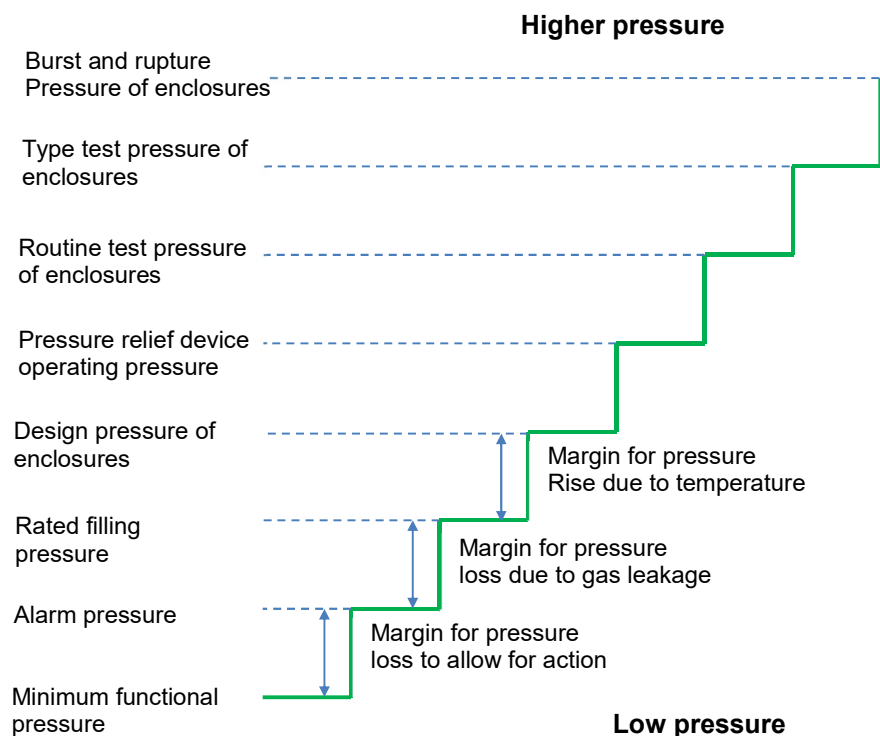 Higher pressure
Burst and rupture
Pressure of enclosures
Type test pressure of
enclosures
Routine test pressure
of enclosures
Pressure relief device
operating pressure
Design pressure of
enclosures
Margin for pressure
Rise due to temperature
Rated filling
pressure
Margin for pressure
loss due to gas leakage
Alarm pressure
Margin for pressure
loss to allow for action
Minimum functional
pressure
Low pressure